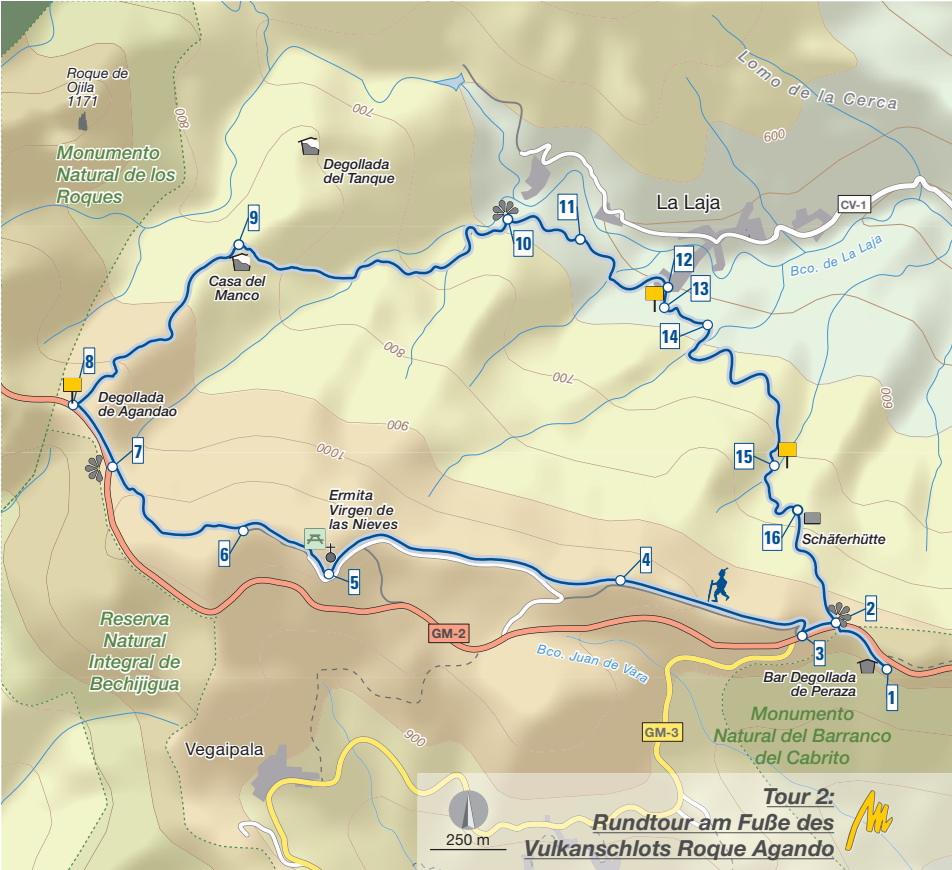 Roque de
Ojila
1171
Monumento
Natural de los
Roques
800
700
Degollada
del Tanque
Lomo de la Cerca
600
La Laja
CV-1
Bco. de La Laja
9
Casa del
Manco
10
11
12
13
14
8
Degollada
de Agandao
7
800
700
900
1000
600
15
16
Schäferhütte
Ermita
Virgen de
las Nieves
6
5
4
2
3
1
Bar Degollada
de Peraza
Reserva
Natural
Integral de
Bechijigua
GM-2
Bco. Juan de Vara
GM-3
Monumento
Natural del Barranco
del Cabrito
Vegaipala
900
250 m
Tour 2:
Rundtour am Fuße des
Vulkanschlots Roque Agando